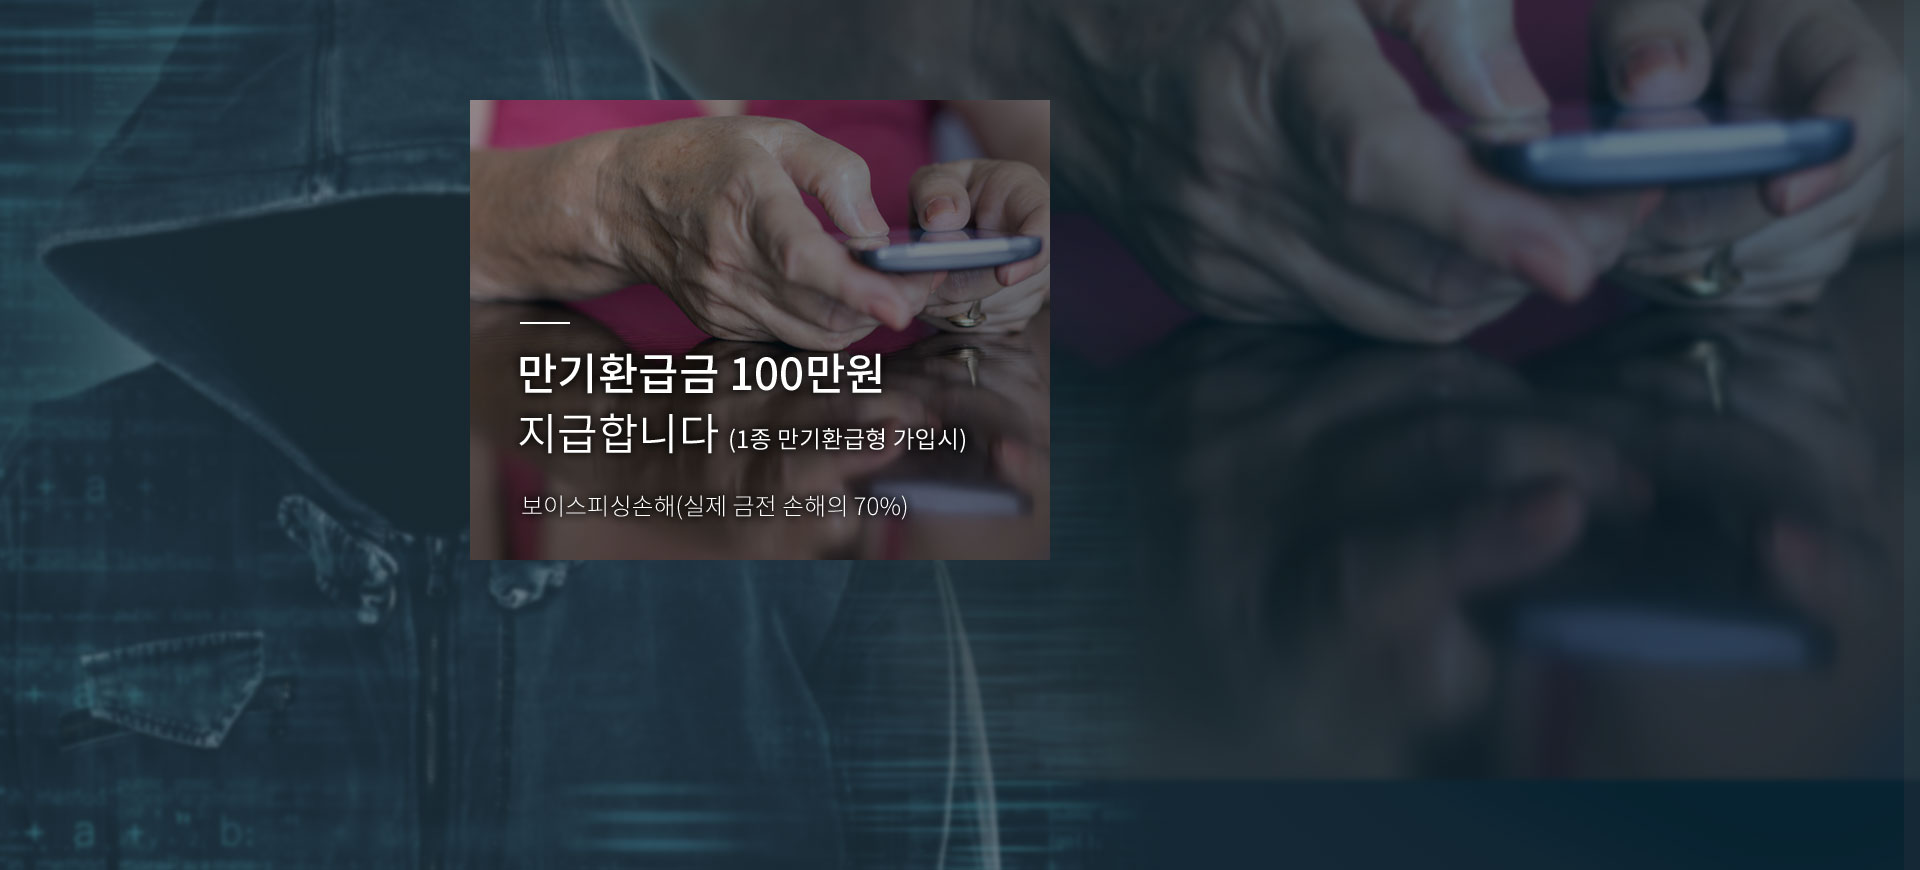 만기환급금 100만원
지급합니다 (1종 만기환급형 가입시)
보이스피싱손해(실제 금전 손해의 70%)
+ a +
+ a
+ a + " b: